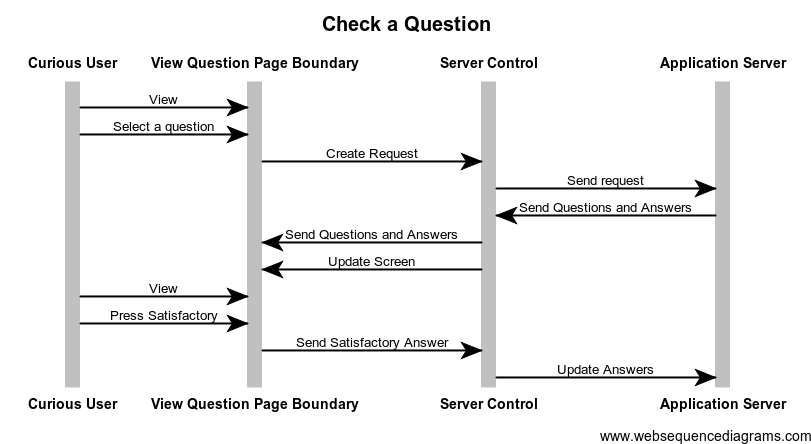 Check a Question
Curious User
View Question Page Boundary
Server Control
Application Server
View
Select a question
Create Request
Send request
Send Questions and Answers
Send Questions and Answers
Update Screen
View
Press Satisfactory
Send Satisfactory Answer
Update Answers
Curious User
View Question Page Boundary
Server Control
Application Server
www.websequencediagrams.com